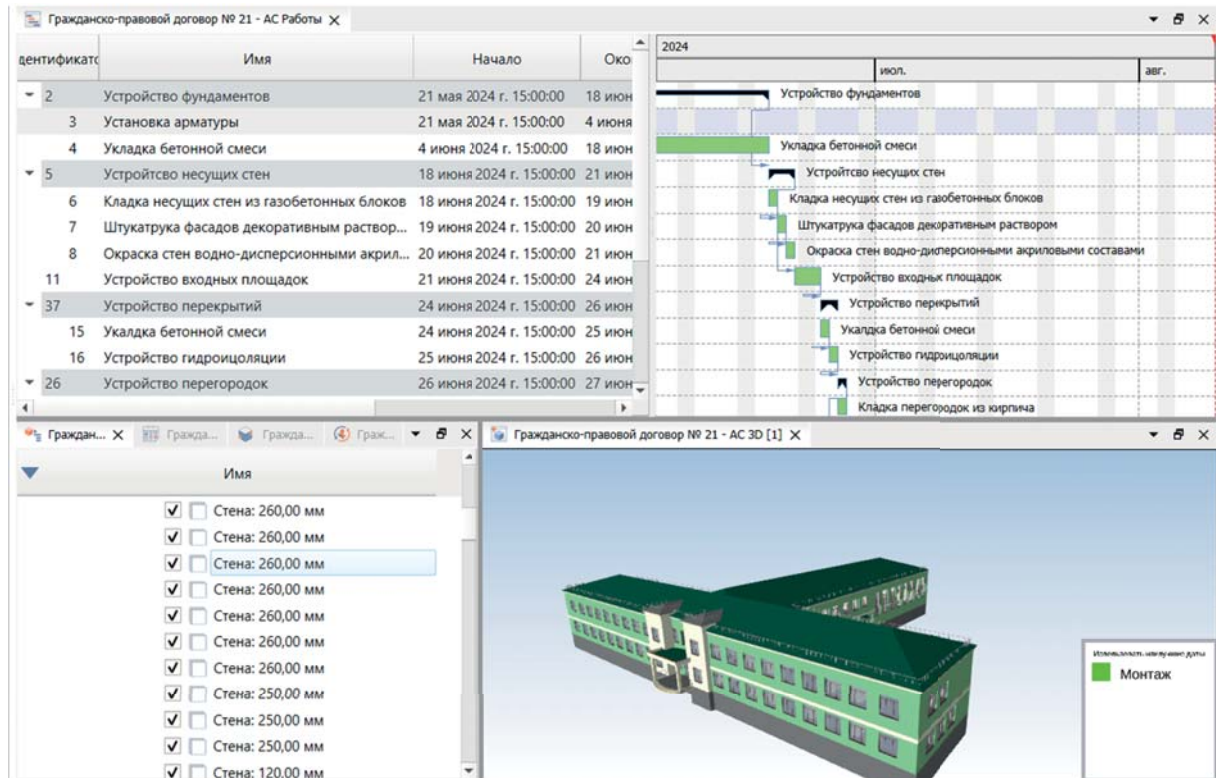 Гражданско-правовой договор № 21 - АС Работы
дентификато Имя Начало Око
2 Устройство фундаментов 21 мая 2024 г. 15:00:00 18 июн
3 Установка арматуры 21 мая 2024 г. 15:00:00 4 июня
4 Укладка бетонной смеси 4 июня 2024 г. 15:00:00 18 июн
5 Устройтсво несущих стен 18 июня 2024 г. 15:00:00 21 июн
6 Кладка несущих стен из газобетонных блоков 18 июня 2024 г. 15:00:00 19 июн
7 Штукатрука фасадов декоративным раствор... 19 июня 2024 г. 15:00:00 20 июн
8 Окраска стен водно-дисперсионными акрил... 20 июня 2024 г. 15:00:00 21 июн
11 Устройство входных площадок 21 июня 2024 г. 15:00:00 24 июн
37 Устройство перекрытий 24 июня 2024 г. 15:00:00 26 июн
15 Укалдка бетонной смеси 24 июня 2024 г. 15:00:00 25 июн
16 Устройство гидроицоляции 25 июня 2024 г. 15:00:00 26 июн
26 Устройство перегородок 26 июня 2024 г. 15:00:00 27 июн
2024
июл. авг.
Устройство фундаментов
Укладка бетонной смеси
Устройтсво несущих стен
Кладка несущих стен из газобетонных блоков
Штукатрука фасадов декоративным раствором
Окраска стен водно-дисперсионными акриловыми составами
Устройство входных площадок
Устройство перекрытий
Укалдка бетонной смеси
Устройство гидроицоляции
Устройство перегородок
Кладка перегородок из кирпича
Граждан... Гражда... Гражда... Граж...
Имя
Стена: 260,00 мм
Стена: 260,00 мм
Стена: 260,00 мм
Стена: 260,00 мм
Стена: 260,00 мм
Стена: 260,00 мм
Стена: 260,00 мм
Стена: 250,00 мм
Стена: 250,00 мм
Стена: 250,00 мм
Стена: 120,00 мм
Гражданско-правовой договор № 21 - АС 3D [1]
Использовать даты
Монтаж